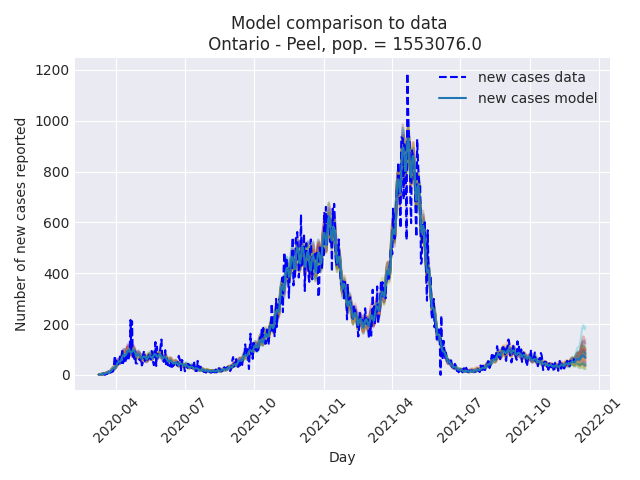 Model comparison to data
Ontario - Peel, pop. = 1553076.0
new cases data
new cases model
Number of new cases reported
1200
1000
800
600
400
200
0
2020-04
2020-07
2020-10
2021-01
2021-04
2021-07
2021-10
2022-01
Day